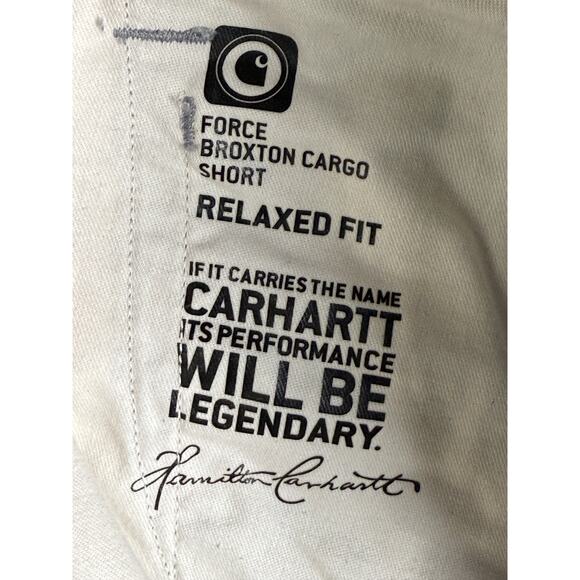 FORCE
BROXTON CARGO
SHORT
RELAXED FIT
IF IT CARRIES THE NAME
CARHARTT
ITS PERFORMANCE
WILL BE
LEGENDARY.
Hamilton Carhartt